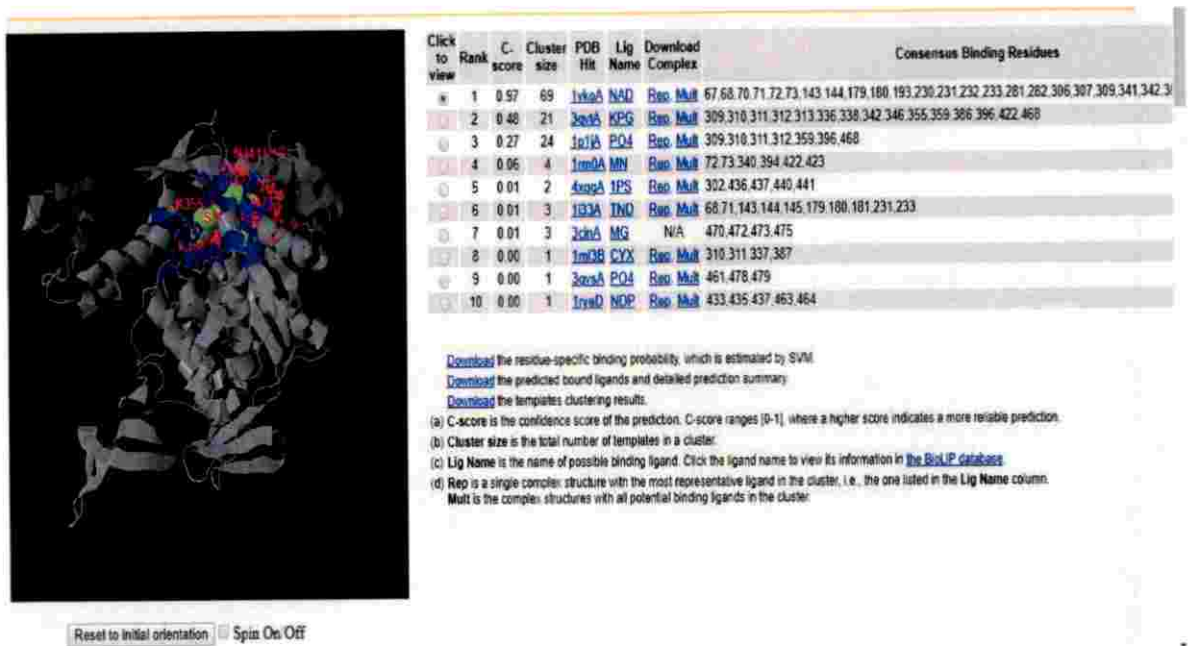 Click to view Rank C-score Cluster size PDB Hit Lig Name Download Complex Consensus Binding Residues
1 0.97 69 NAD Rep, Mult 67,68,70,71,72,73,143,144,179,180,193,230,231,232,233,281,282,306,307,309,341,342,3
2 0.48 21 KPG Rep, Mult 309,310,311,312,313,336,338,342,346,355,359,386,396,422,468
3 0.27 24 1p1jA PO4 Rep, Mult 309,310,311,312,359,396,468
4 0.06 4 1rm0A MN Rep, Mult 72,73,340,394,422,423
5 0.01 2 1PS Rep, Mult 302,436,437,440,441
6 0.01 3 TND Rep, Mult 68,71,143,144,145,179,180,181,231,233
7 0.01 3 3cinA MG N/A 470,472,473,475
8 0.00 1 CYX Rep, Mult 310,311,337,387
9 0.00 1 3qvsA PO4 Rep, Mult 461,478,479
10 0.00 1 NDP Rep, Mult 433,435,437,463,464
Download the residue-specific binding probability, which is estimated by SVM.
Download the predicted bound ligands and detailed prediction summary.
Download the templates clustering results.
(a) C-score is the confidence score of the prediction. C-score ranges [0-1], where a higher score indicates a more reliable prediction.
(b) Cluster size is the total number of templates in a cluster.
(c) Lig Name is the name of possible binding ligand. Click the ligand name to view its information in the BioLiP database.
(d) Rep is a single complex structure with the most representative ligand in the cluster, i.e., the one listed in the Lig Name column.
Mult is the complex structures with all potential binding ligands in the cluster.
Reset to initial orientation Spin On/Off